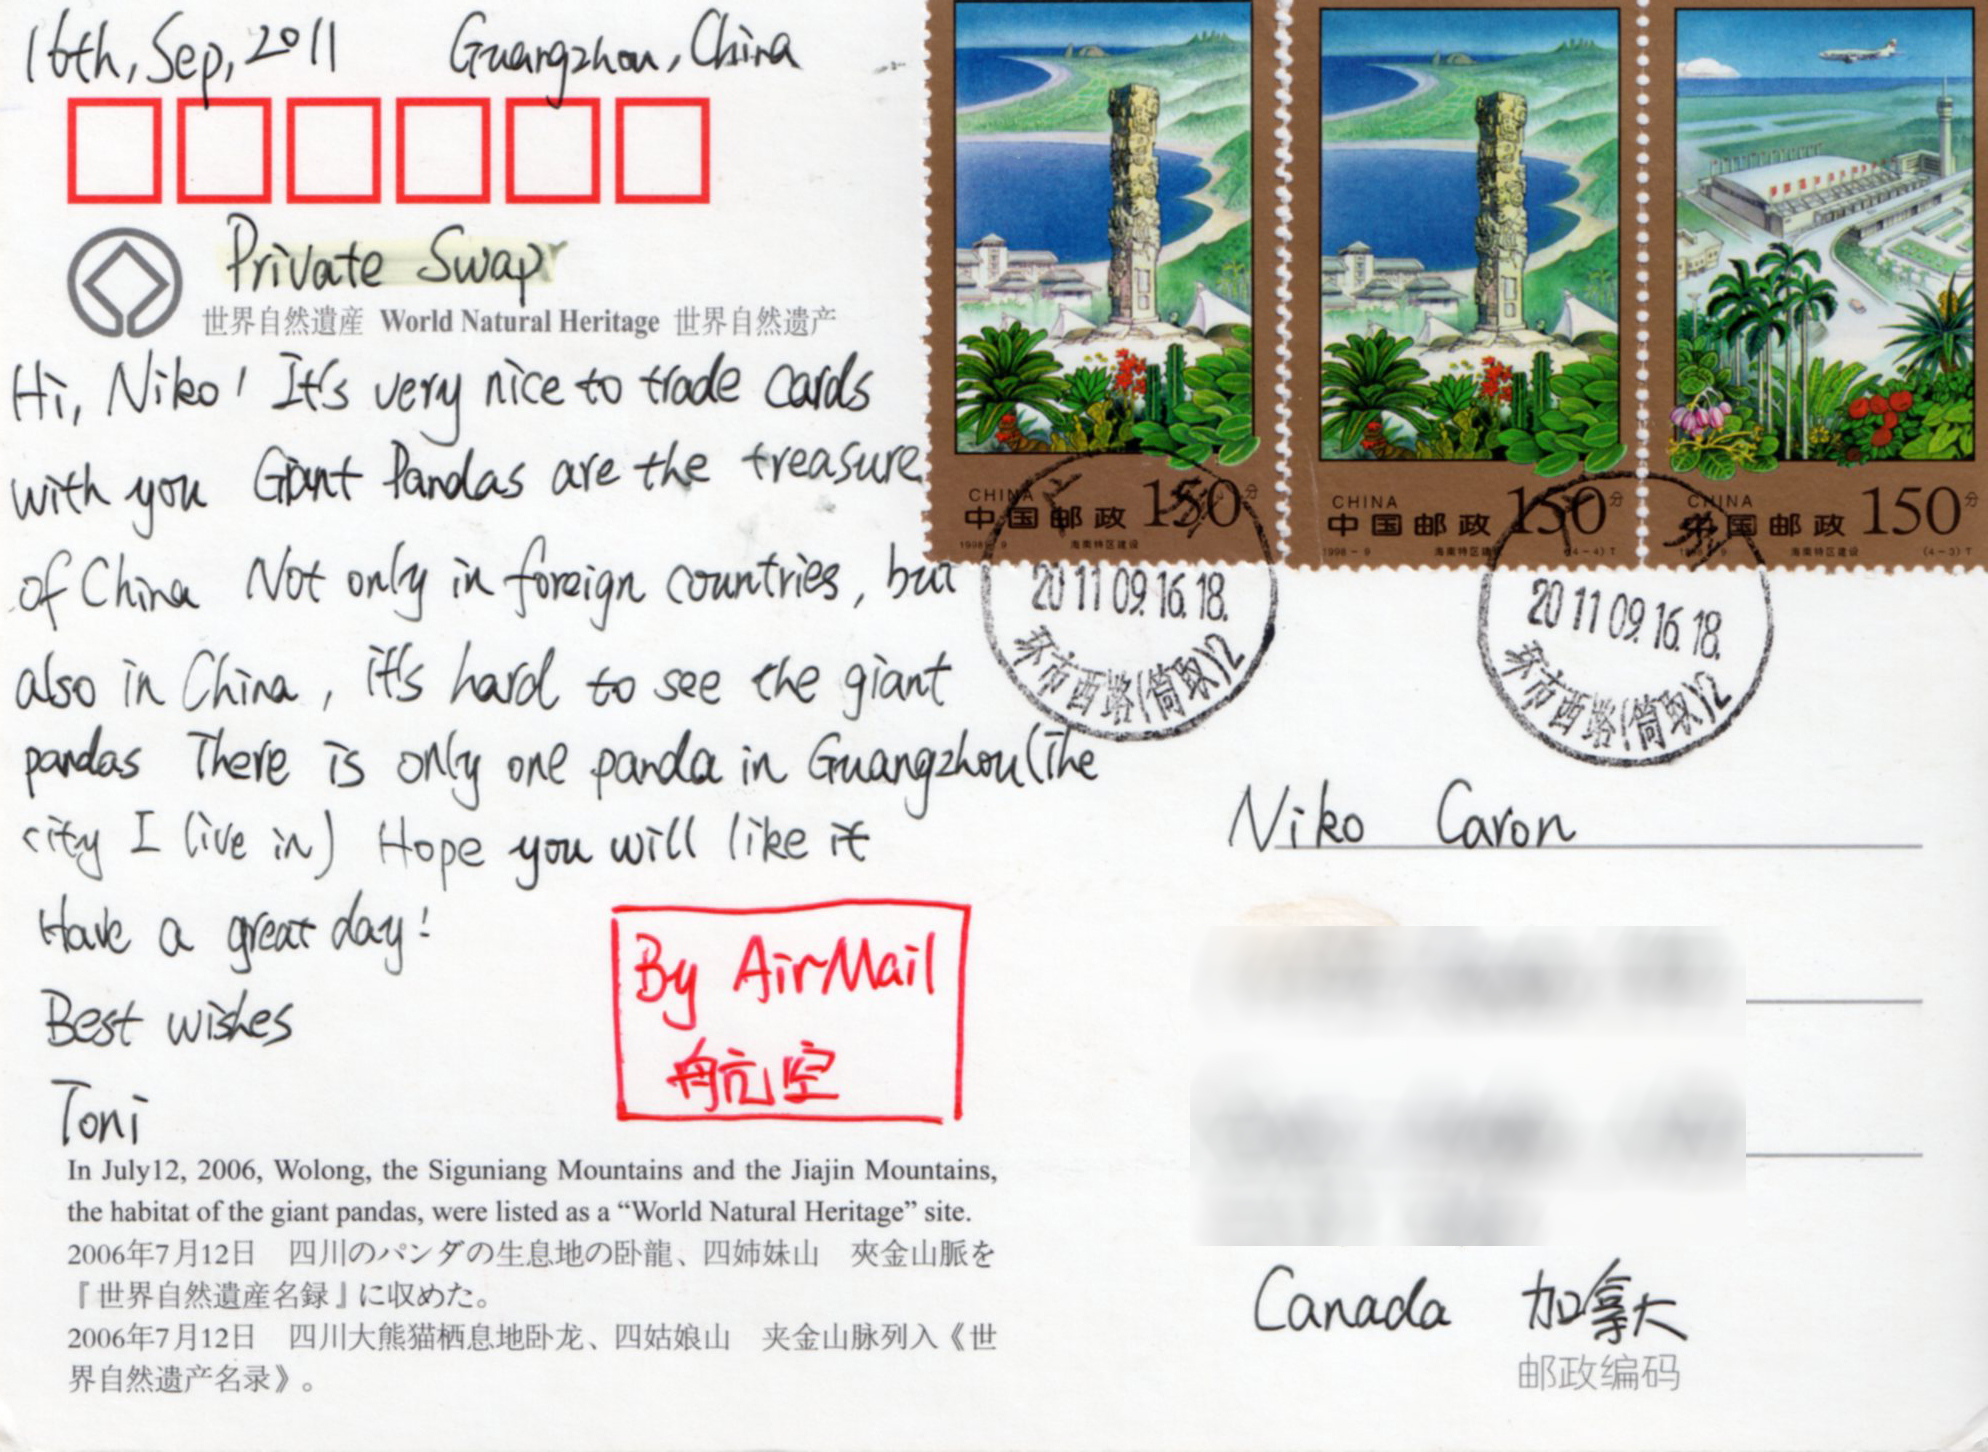 16th, Sep, 2011 Guangzhou, China
Private Swap
世界自然遺産 World Natural Heritage 世界自然遗产
Hi, Niko! It's very nice to trade cards
with you Giant Pandas are the treasure
of China Not only in foreign countries, but
also in China, it's hard to see the giant
pandas There is only one panda in Guangzhou (The
city I live in) Hope you will like it
Have a great day!
Best wishes
Toni
By Air Mail
航空
In July12, 2006, Wolong, the Siguniang Mountains and the Jiajin Mountains,
the habitat of the giant pandas, were listed as a “World Natural Heritage” site.
2006年7月12日 四川のパンダの生息地の卧龍、四姉妹山 夾金山脈を
『世界自然遺産名録』に収めた。
2006年7月12日 四川大熊猫栖息地卧龙、四姑娘山 夹金山脉列入《世
界自然遗产名录》。
CHINA
中国邮政 150分
1998-9 海南特区建设
CHINA
中国邮政 150分
1998-9 海南特区建设 (4-4)T
CHINA
中国邮政 150分
1998-9 海南特区建设 (4-3)T
2011 09.16.18.
环市西路(筒取)2
2011 09.16.18.
环市西路(筒取)2
Niko Caron
Canada 加拿大
邮政编码